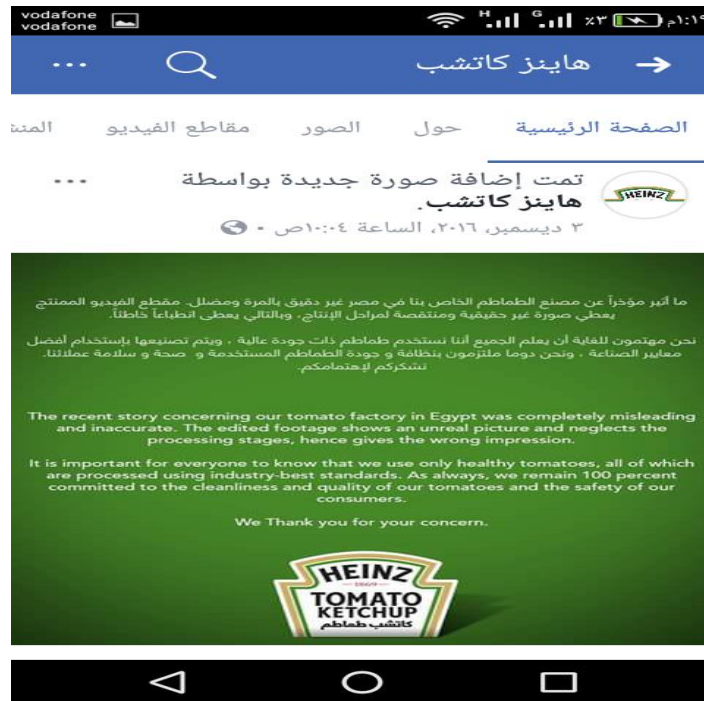 vodafone
vodafone
H G ٣٪ ١:١٩م
هاينز كاتشب
الصفحة الرئيسية حول الصور مقاطع الفيديو المنش
تمت إضافة صورة جديدة بواسطة
هاينز كاتشب.
٣ ديسمبر، ٢٠١٦، الساعة ١٠:٠٤ص •
HEINZ
ما أثير مؤخراً عن مصنع الطماطم الخاص بنا في مصر غير دقيق بالمرة ومضلل. مقطع الفيديو الممنتج
يعطي صورة غير حقيقية ومنتقصة لمراحل الإنتاج، وبالتالي يعطى انطباعاً خاطئاً.
نحن مهتمون للغاية أن يعلم الجميع أننا نستخدم طماطم ذات جودة عالية ، ويتم تصنيعها بإستخدام أفضل
معايير الصناعة ، ونحن دوما ملتزمون بنظافة و جودة الطماطم المستخدمة و صحة و سلامة عملائنا.
نشكركم لإهتمامكم.
The recent story concerning our tomato factory in Egypt was completely misleading
and inaccurate. The edited footage shows an unreal picture and neglects the
processing stages, hence gives the wrong impression.
It is important for everyone to know that we use only healthy tomatoes, all of which
are processed using industry-best standards. As always, we remain 100 percent
committed to the cleanliness and quality of our tomatoes and the safety of our
consumers.
We Thank you for your concern.
HEINZ
TOMATO
KETCHUP
كاتشب طماطم